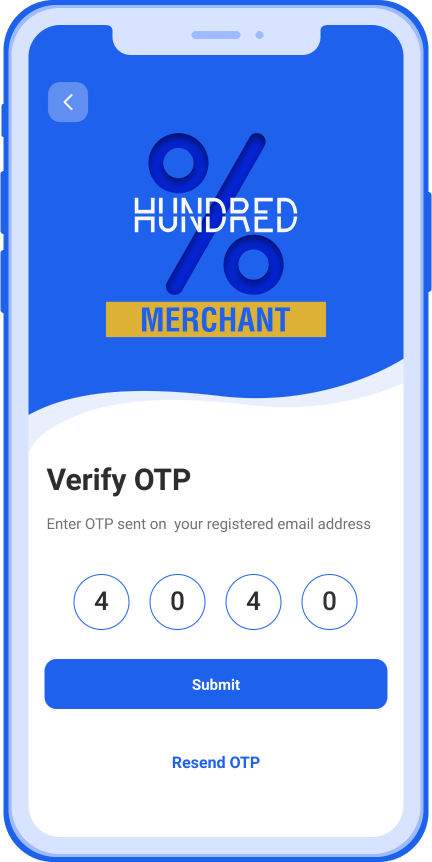 HUNDRED
MERCHANT
Verify OTP
Enter OTP sent on  your registered email address
4 0 4 0
Submit
Resend OTP